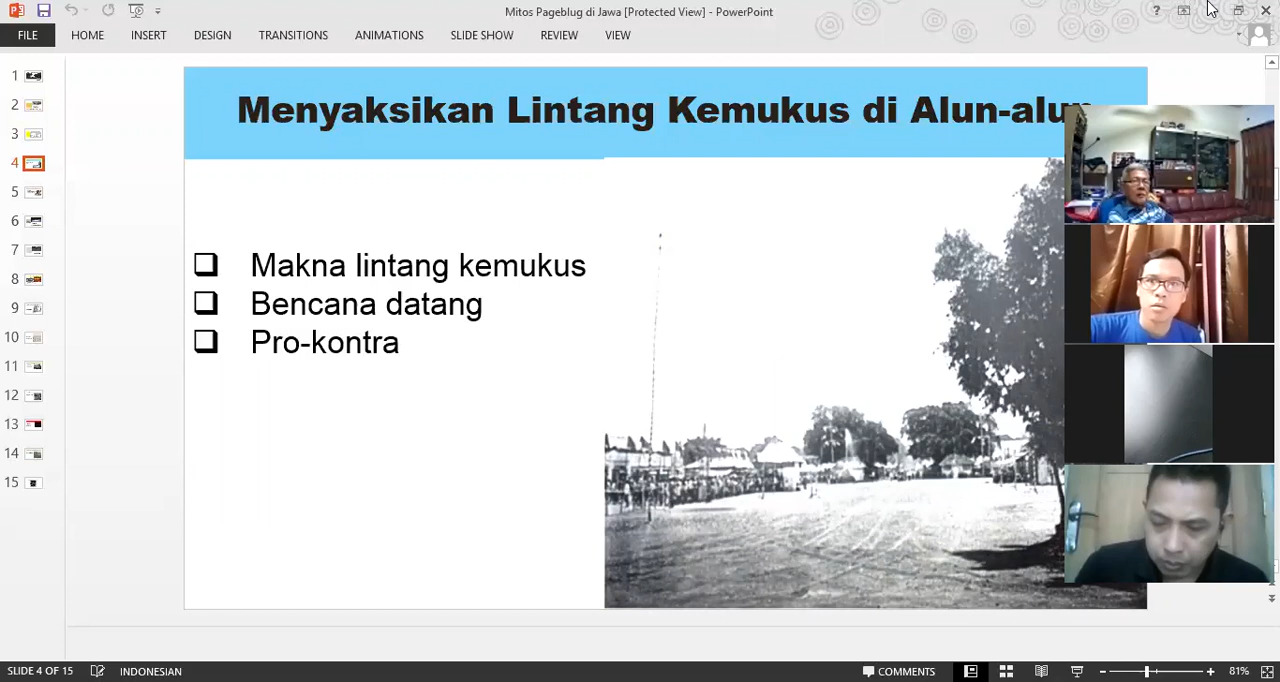 Mitos Pageblug di Jawa [Protected View] - PowerPoint
?
FILE HOME INSERT DESIGN TRANSITIONS ANIMATIONS SLIDE SHOW REVIEW VIEW
1
2
3
4
5
6
7
8
9
10
11
12
13
14
15
Menyaksikan Lintang Kemukus di Alun-alun
Makna lintang kemukus
Bencana datang
Pro-kontra
SLIDE 4 OF 15 INDONESIAN COMMENTS 81%